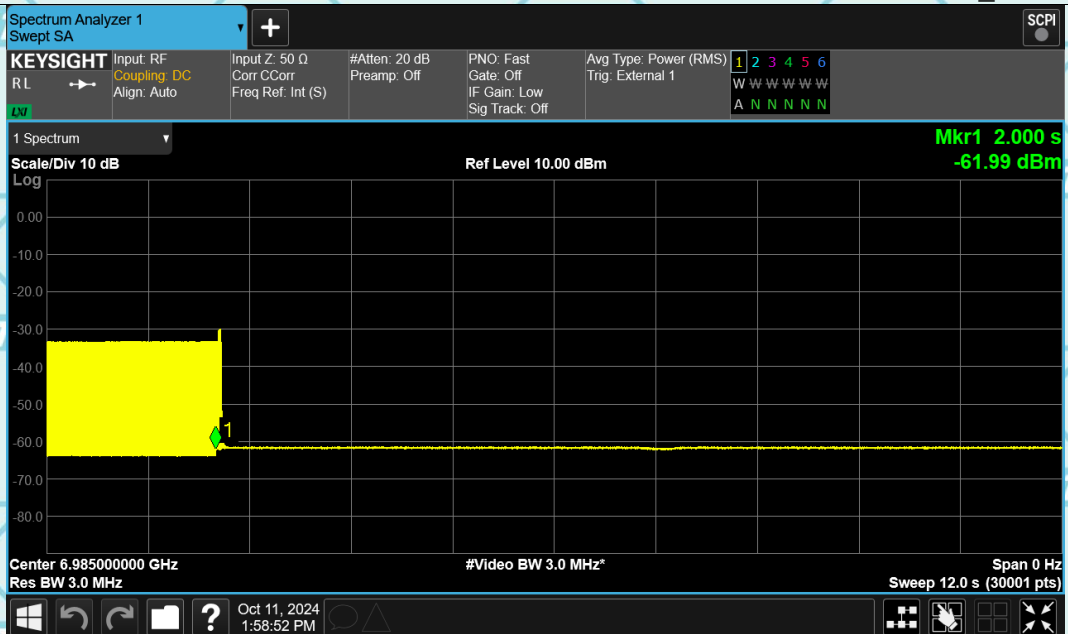 Spectrum Analyzer 1
Swept SA
+
SCPI
KEYSIGHT
RL
LXI
Input: RF
Coupling: DC
Align: Auto
Input Z: 50 Ω
Corr CCorr
Freq Ref: Int (S)
#Atten: 20 dB
Preamp: Off
PNO: Fast
Gate: Off
IF Gain: Low
Sig Track: Off
Avg Type: Power (RMS)
Trig: External 1
1 2 3 4 5 6
W W W W W W
A N N N N N
1 Spectrum
Scale/Div 10 dB
Ref Level 10.00 dBm
Mkr1 2.000 s
-61.99 dBm
Log
0.00
-10.0
-20.0
-30.0
-40.0
-50.0
1
-60.0
-70.0
-80.0
Center 6.985000000 GHz
#Video BW 3.0 MHz*
Span 0 Hz
Res BW 3.0 MHz
Sweep 12.0 s (30001 pts)
?
Oct 11, 2024
1:58:52 PM